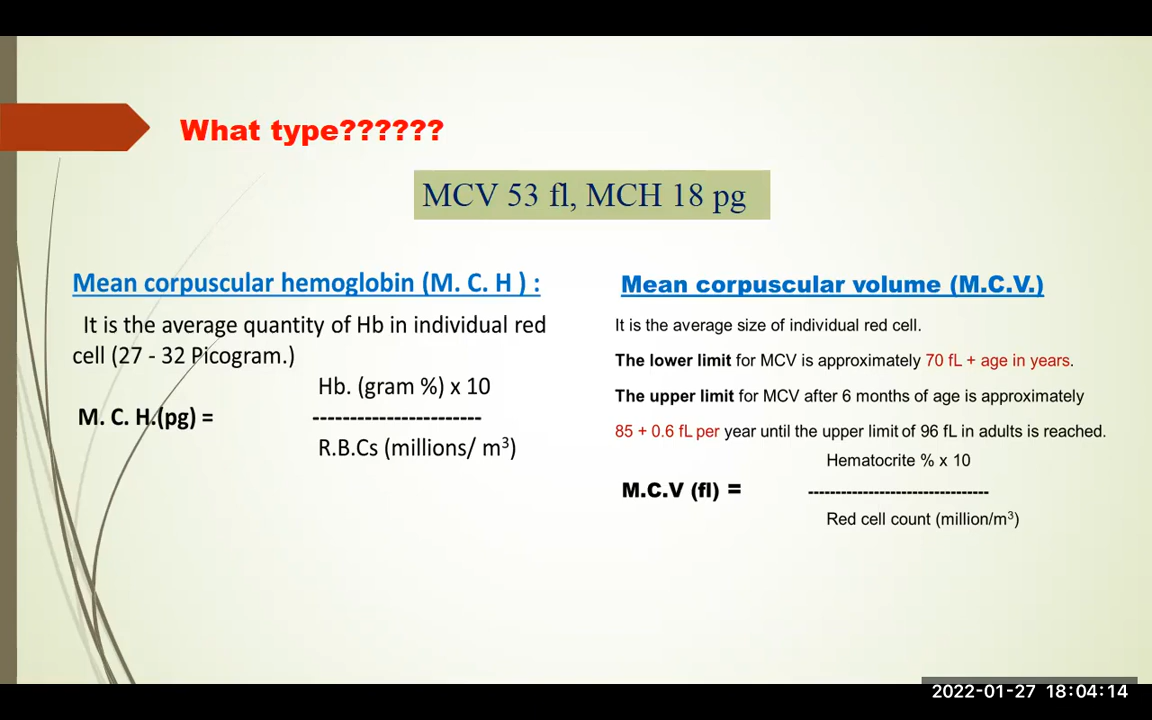 What type??????
MCV 53 fl, MCH 18 pg
Mean corpuscular hemoglobin (M. C. H ) :
It is the average quantity of Hb in individual red
cell (27 - 32 Picogram.)
Hb. (gram %) x 10
M. C. H.(pg) = -----------------------
R.B.Cs (millions/ m³)
Mean corpuscular volume (M.C.V.)
It is the average size of individual red cell.
The lower limit for MCV is approximately 70 fL + age in years.
The upper limit for MCV after 6 months of age is approximately
85 + 0.6 fL per year until the upper limit of 96 fL in adults is reached.
Hematocrite % x 10
M.C.V (fl) = ---------------------------------
Red cell count (million/m³)
2022-01-27 18:04:14